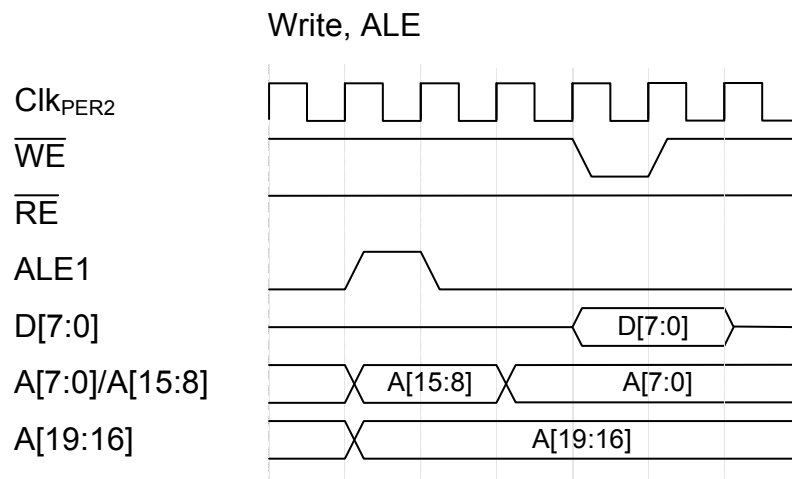 Write, ALE
ClkPER2
WE
RE
ALE1
D[7:0] D[7:0]
A[7:0]/A[15:8] A[15:8] A[7:0]
A[19:16] A[19:16]